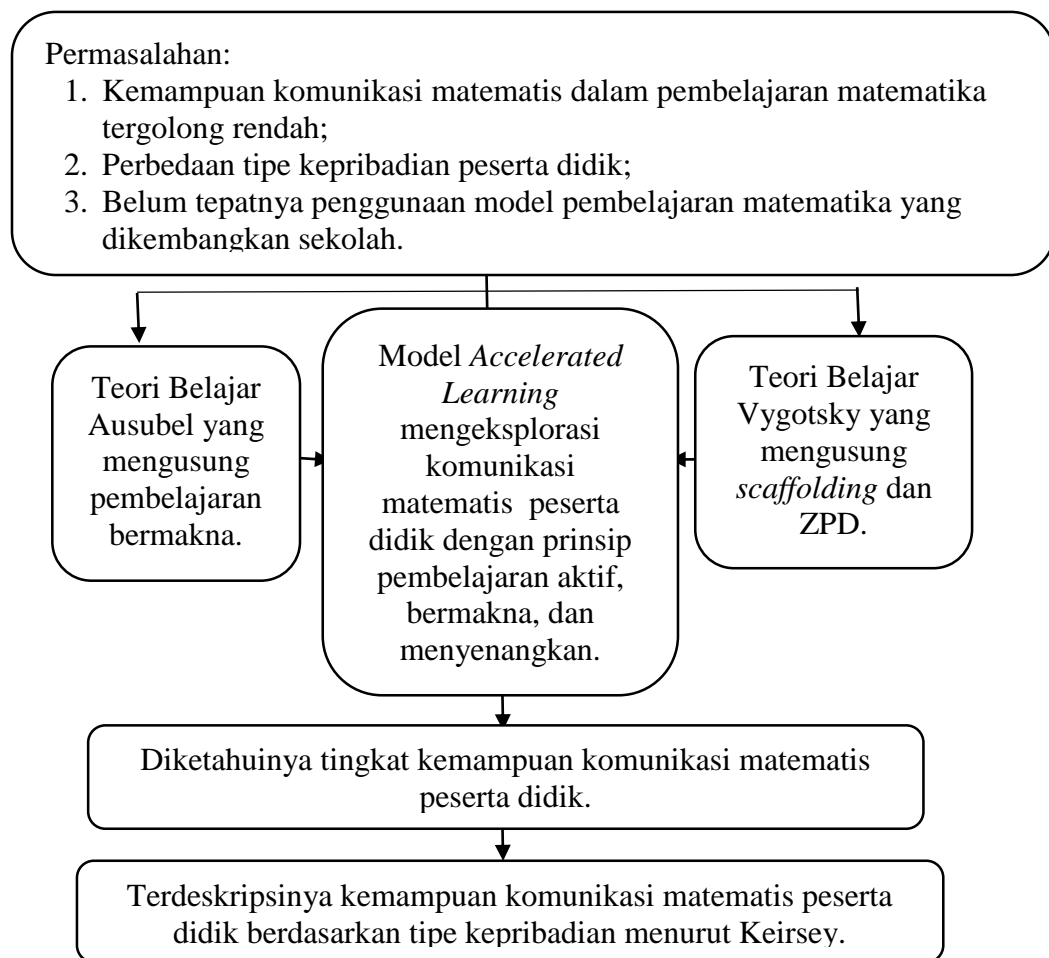 Permasalahan:
1. Kemampuan komunikasi matematis dalam pembelajaran matematika
tergolong rendah;
2. Perbedaan tipe kepribadian peserta didik;
3. Belum tepatnya penggunaan model pembelajaran matematika yang
dikembangkan sekolah.
Teori Belajar
Ausubel yang
mengusung
pembelajaran
bermakna.
Model Accelerated
Learning
mengeksplorasi
komunikasi
matematis peserta
didik dengan prinsip
pembelajaran aktif,
bermakna, dan
menyenangkan.
Teori Belajar
Vygotsky yang
mengusung
scaffolding dan
ZPD.
Diketahuinya tingkat kemampuan komunikasi matematis
peserta didik.
Terdeskripsinya kemampuan komunikasi matematis peserta
didik berdasarkan tipe kepribadian menurut Keirsey.